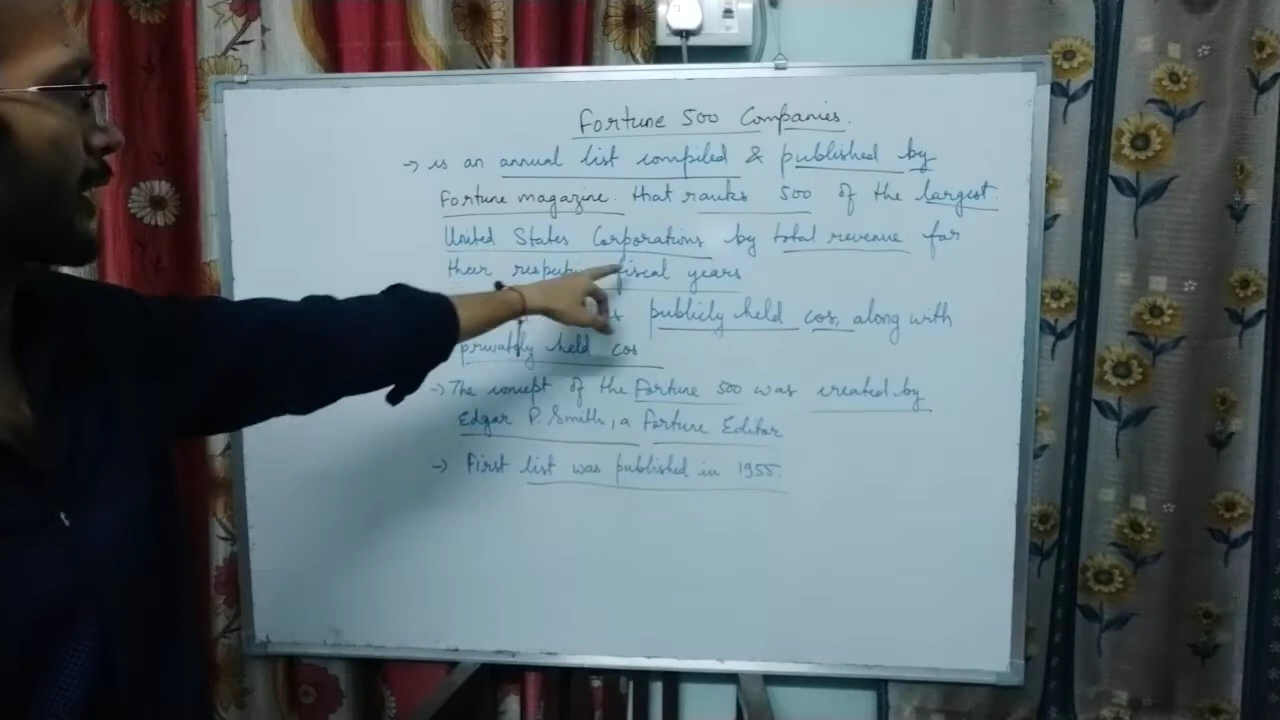 Fortune 500 Companies.
→ is an annual list compiled & published by
Fortune magazine. that ranks 500 of the largest
United States Corporations by total revenue for
their fiscal years
publicly held cos, along with
privately held cos
→ The concept of the Fortune 500 was created by
Edgar P. Smith, a Fortune Editor
→ First list was published in 1955.